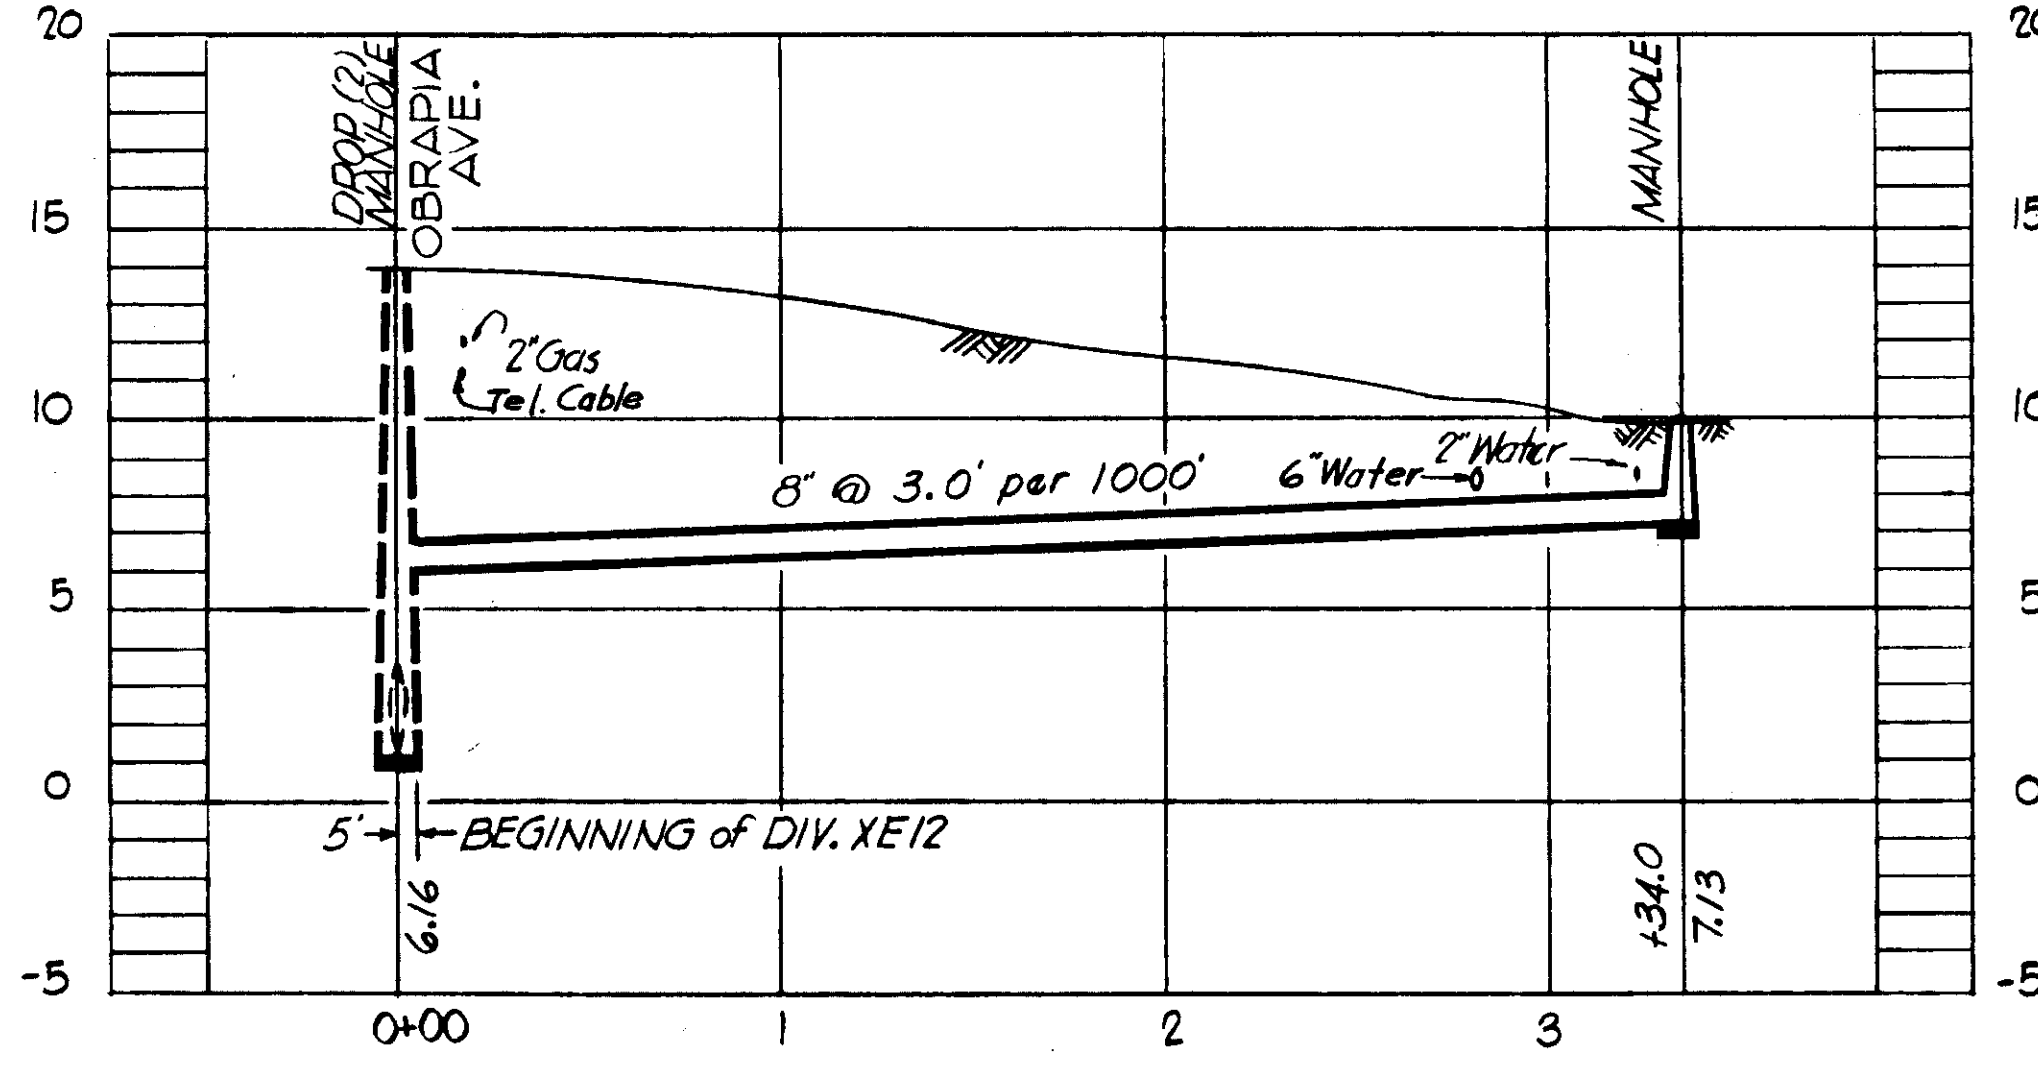 20
20
DROP (2)
MANHOLE
OBRAPIA
AVE.
MANHOLE
15
15
2" Gas
Tel. Cable
10
10
8" @ 3.0' per 1000'
6" Water
2" Water
5
5
0
0
5'
BEGINNING of DIV. XE12
6.16
+34.0
7.13
-5
-5
0+00
1
2
3